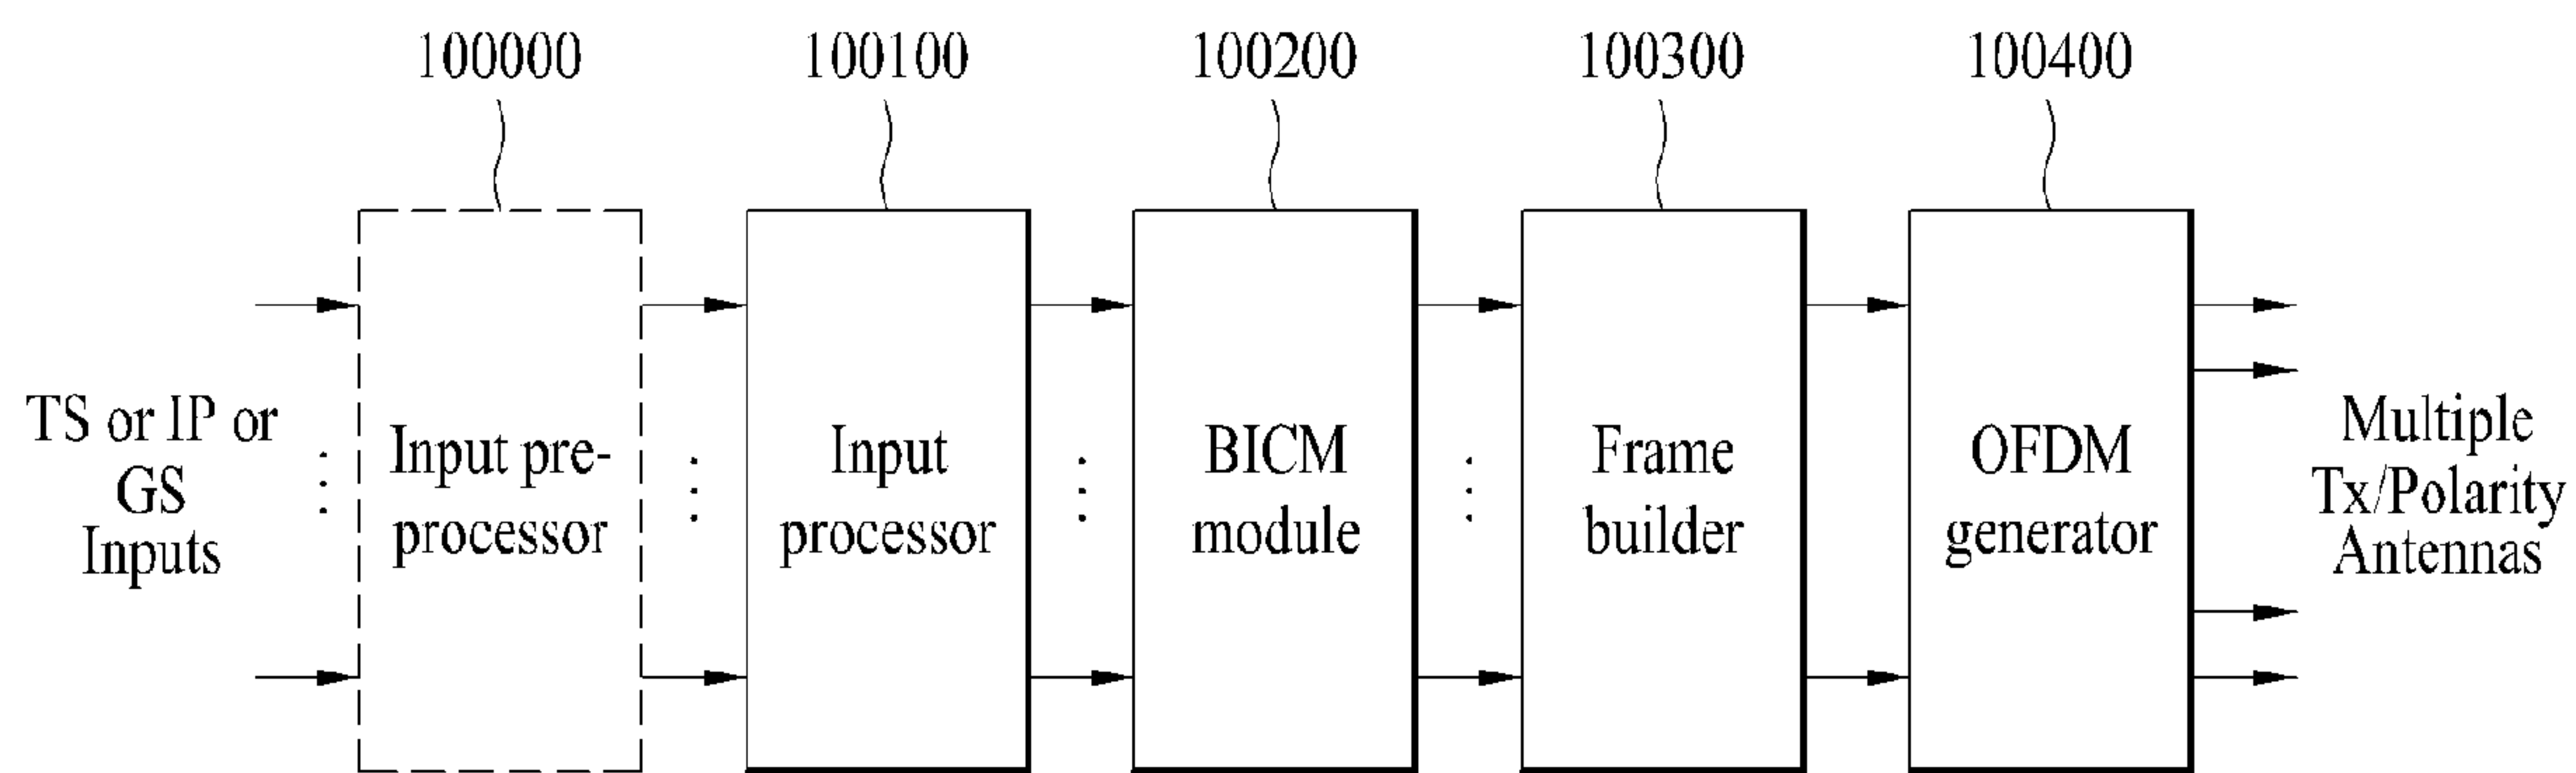 100000
100100
100200
100300
100400
TS or IP or
GS
Inputs
Input pre-
processor
Input
processor
BICM
module
Frame
builder
OFDM
generator
Multiple
Tx/Polarity
Antennas